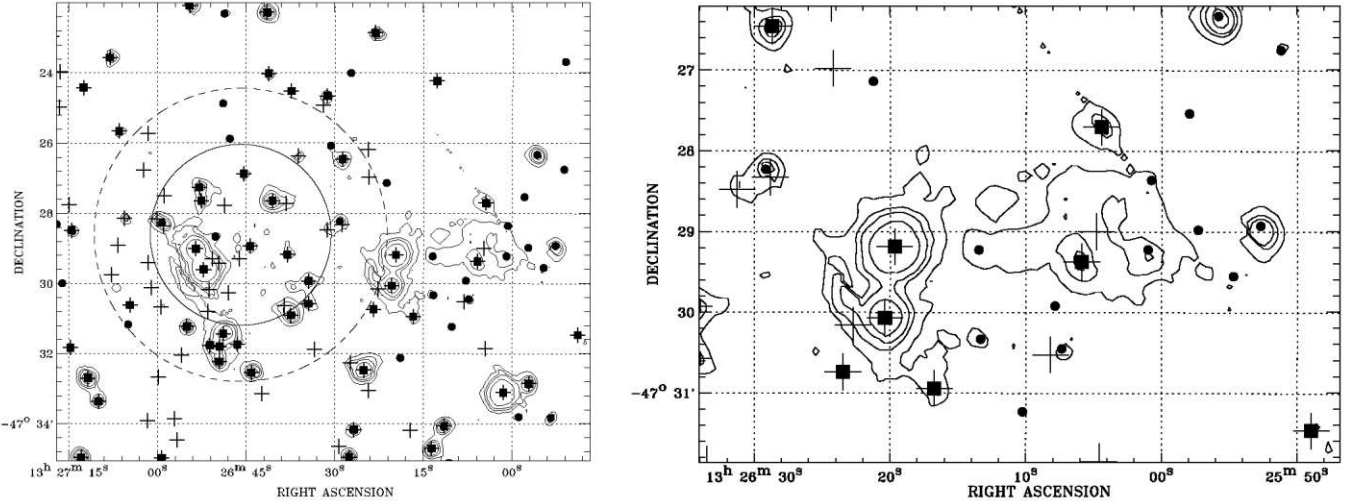 DECLINATION
24
26
28
30
32
−47° 34'
13ʰ 27ᵐ 15ˢ
00ˢ
26ᵐ 45ˢ
30ˢ
15ˢ
00ˢ
RIGHT ASCENSION
DECLINATION
27
28
29
30
−47° 31'
13ʰ 26ᵐ 30ˢ
20ˢ
10ˢ
00ˢ
25ᵐ 50ˢ
RIGHT ASCENSION